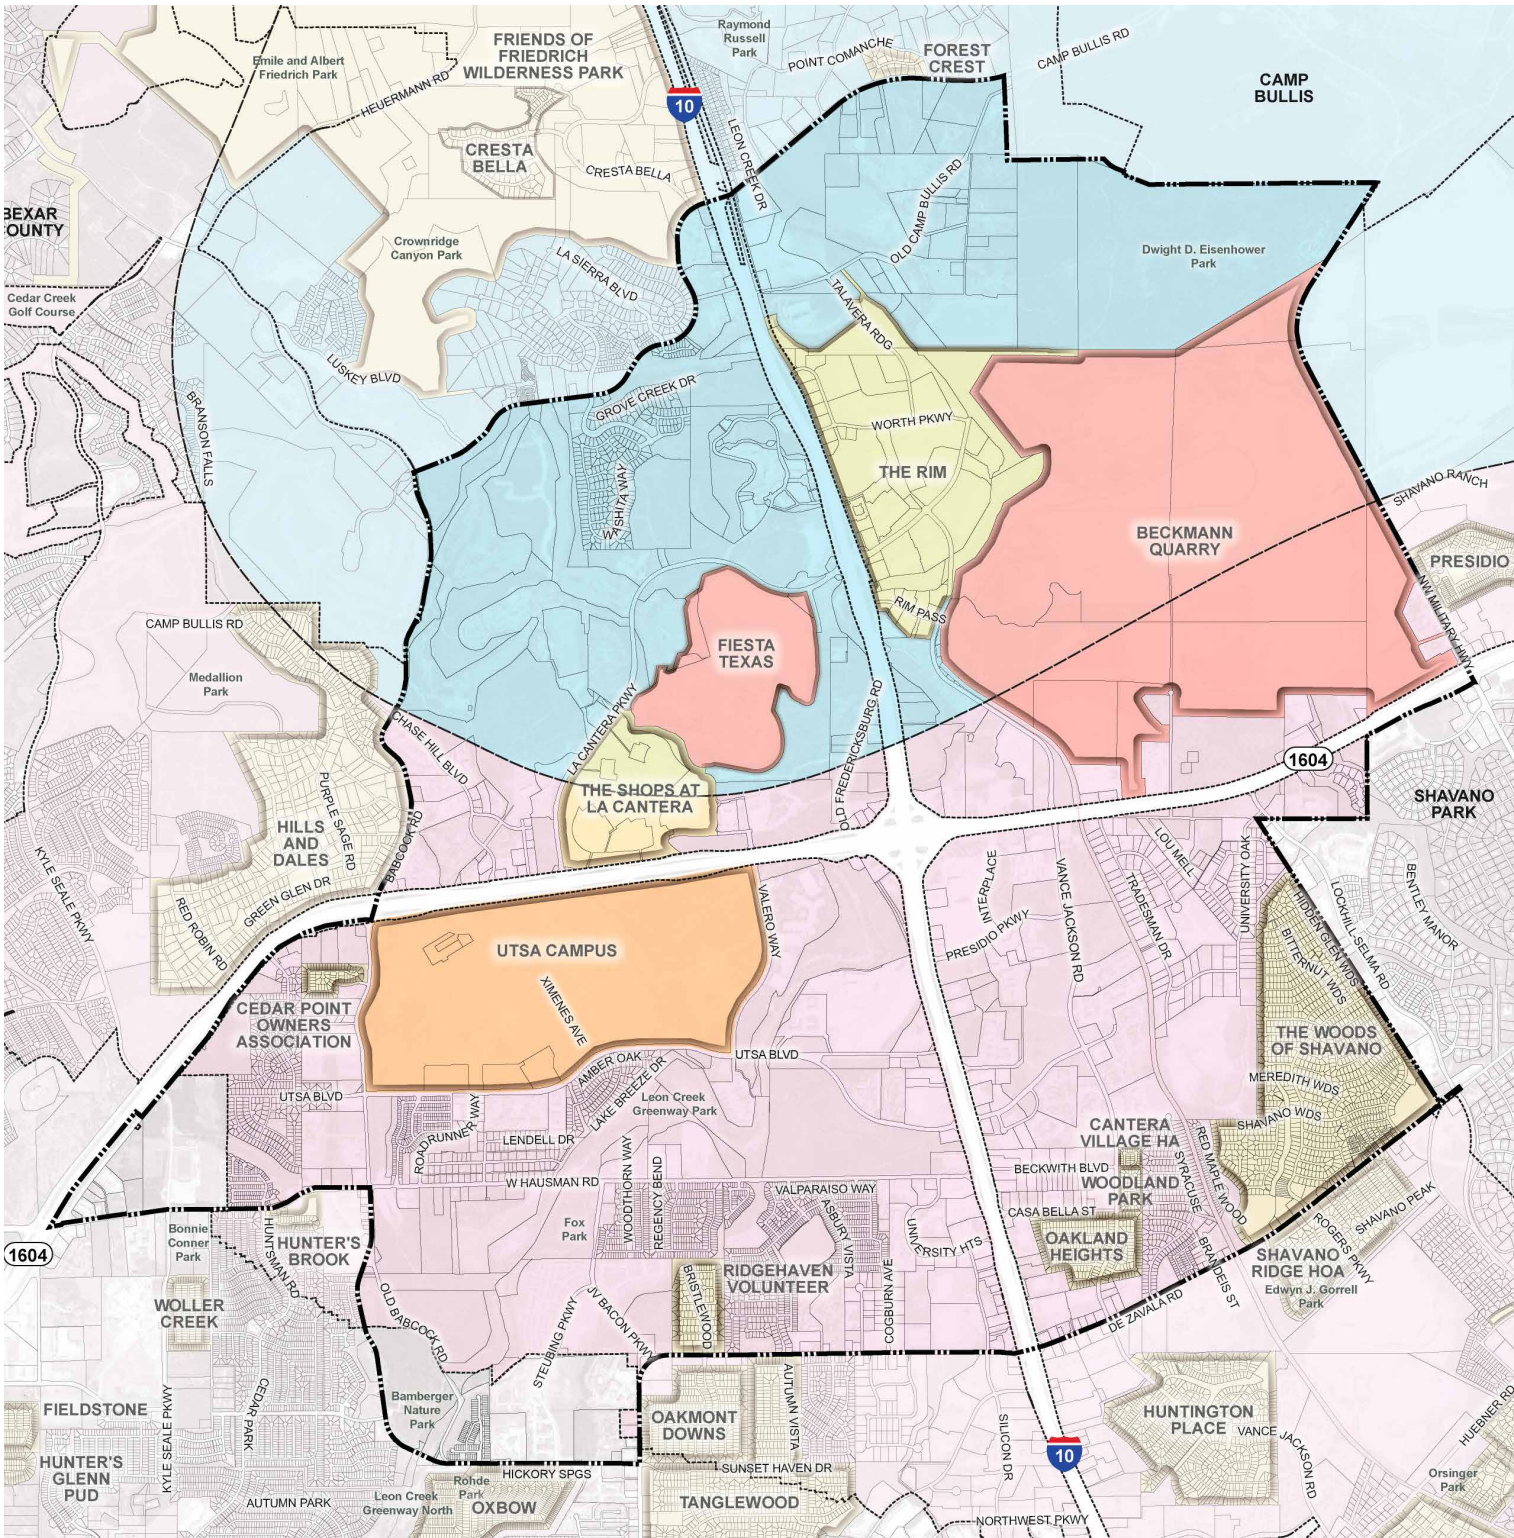 Raymond
Russell
Park
POINT COMANCHE
FOREST
CREST
CAMP BULLIS RD
CAMP
BULLIS
FRIENDS OF
FRIEDRICH
WILDERNESS PARK
Emile and Albert
Friedrich Park
HEUERMANN RD
10
LEON CREEK DR
CRESTA
BELLA
CRESTA BELLA
OLD CAMP BULLIS RD
BEXAR
COUNTY
Crownridge
Canyon Park
LA SIERRA BLVD
Dwight D. Eisenhower
Park
Cedar Creek
Golf Course
TALAVERA RDG
LUSKEY BLVD
GROVE CREEK DR
BRANSON FALLS
WORTH PKWY
THE RIM
WASHITA WAY
SHAVANO RANCH
BECKMANN
QUARRY
PRESIDIO
NW MILITARY HWY
RIM PASS
CAMP BULLIS RD
FIESTA
TEXAS
Medallion
Park
LA CANTERA PKWY
OLD FREDERICKSBURG RD
CHASE HILL BLVD
1604
THE SHOPS AT
LA CANTERA
SHAVANO
PARK
PURPLE SAGE RD
HILLS
AND
DALES
BABCOCK RD
KYLE SEALE PKWY
GREEN GLEN DR
RED ROBIN RD
INTERPLACE
PRESIDIO PKWY
VANCE JACKSON RD
TRADESMAN DR
LOU MELL
UNIVERSITY OAK
LOCKHILL-SELMA RD
BENTLEY MANOR
HIDDEN GLEN WDS
BITTERNUT WDS
VALERO WAY
UTSA CAMPUS
XIMENES AVE
CEDAR POINT
OWNERS
ASSOCIATION
THE WOODS
OF SHAVANO
UTSA BLVD
AMBER OAK
LAKE BREEZE DR
MEREDITH WDS
UTSA BLVD
Leon Creek
Greenway Park
SHAVANO WDS
ROADRUNNER WAY
LENDELL DR
CANTERA
VILLAGE HA
RED MAPLE WOOD
SYRACUSE
BECKWITH BLVD
WOODLAND
PARK
W HAUSMAN RD
WOODTHORN WAY
REGENCY BEND
VALPARAISO WAY
ASBURY VISTA
CASA BELLA ST
SHAVANO PEAK
ROGERS PKWY
Bonnie
Conner
Park
HUNTSMAN RD
HUNTER'S
BROOK
Fox
Park
UNIVERSITY HTS
OAKLAND
HEIGHTS
BRANDEIS ST
SHAVANO
RIDGE HOA
Edwyn J. Gorrell
Park
1604
RIDGEHAVEN
VOLUNTEER
BRISTLEWOOD
COGBURN AVE
WOLLER
CREEK
OLD BABCOCK RD
STEUBING PKWY
JV BACON PKWY
DE ZAVALA RD
FIELDSTONE
KYLE SEALE PKWY
CEDAR PARK
Bamberger
Nature
Park
OAKMONT
DOWNS
AUTUMN VISTA
SILICON DR
HUNTINGTON
PLACE
VANCE JACKSON RD
HUEBNER RD
10
HUNTER'S
GLENN
PUD
HICKORY SPGS
SUNSET HAVEN DR
Orsinger
Park
AUTUMN PARK
Leon Creek
Greenway North
Rohde
Park
OXBOW
TANGLEWOOD
NORTHWEST PKWY